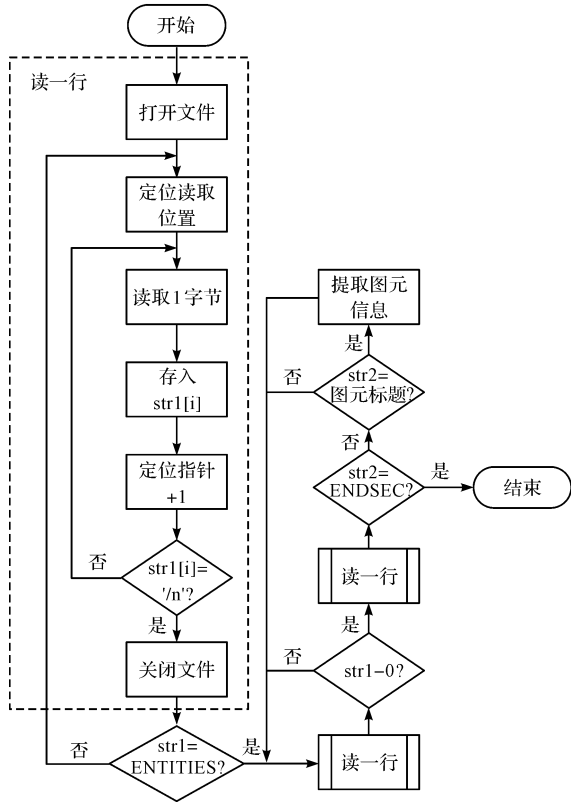 开始
读一行
打开文件
定位读取
位置
读取1字节
存入
str1[i]
定位指针
+1
str1[i]=
'/n'?
否
是
关闭文件
str1=
ENTITIES?
否
是
读一行
str1-0?
否
是
读一行
str2=
ENDSEC?
是
结束
否
str2=
图元标题?
否
是
提取图元
信息